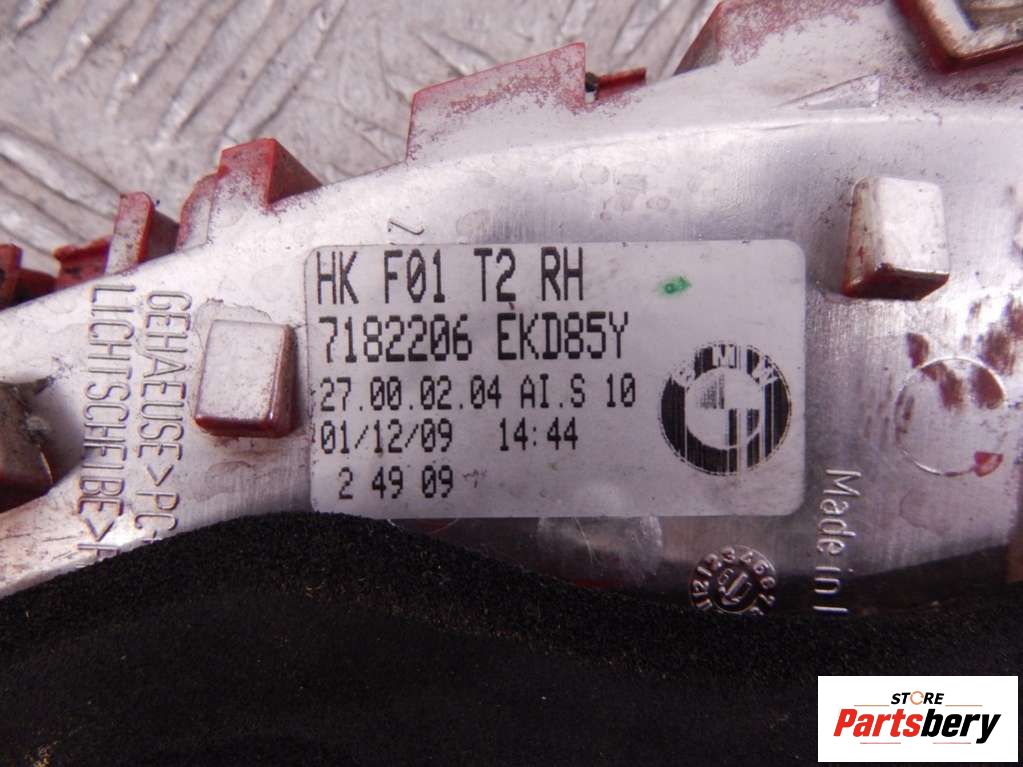 HK F01 T2 RH
7182206 EKD85Y
27.00.02.04 AI.S 10
01/12/09 14:44
2 49 09
BMW
GEHAEUSE>PC
LICHTSCHEIBE>
Made in I
STORE
Partsbery